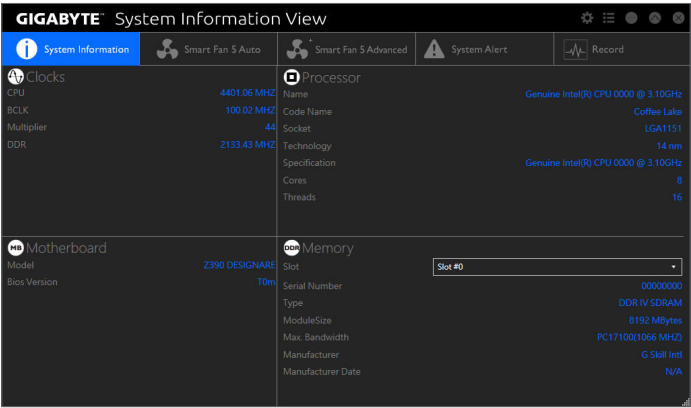 GIGABYTE™ System Information View
System Information
Smart Fan 5 Auto
Smart Fan 5 Advanced
System Alert
Record
Clocks
CPU 4401.06 MHZ
BCLK 100.02 MHZ
Multiplier 44
DDR 2133.43 MHZ
Processor
Name Genuine Intel(R) CPU 0000 @ 3.10GHz
Code Name Coffee Lake
Socket LGA1151
Technology 14 nm
Specification Genuine Intel(R) CPU 0000 @ 3.10GHz
Cores 8
Threads 16
MB Motherboard
Model Z390 DESIGNARE
Bios Version T0m
DDR Memory
Slot Slot #0
Serial Number 00000000
Type DDR IV SDRAM
ModuleSize 8192 MBytes
Max. Bandwidth PC17100(1066 MHZ)
Manufacturer G Skill Intl
Manufacturer Date N/A